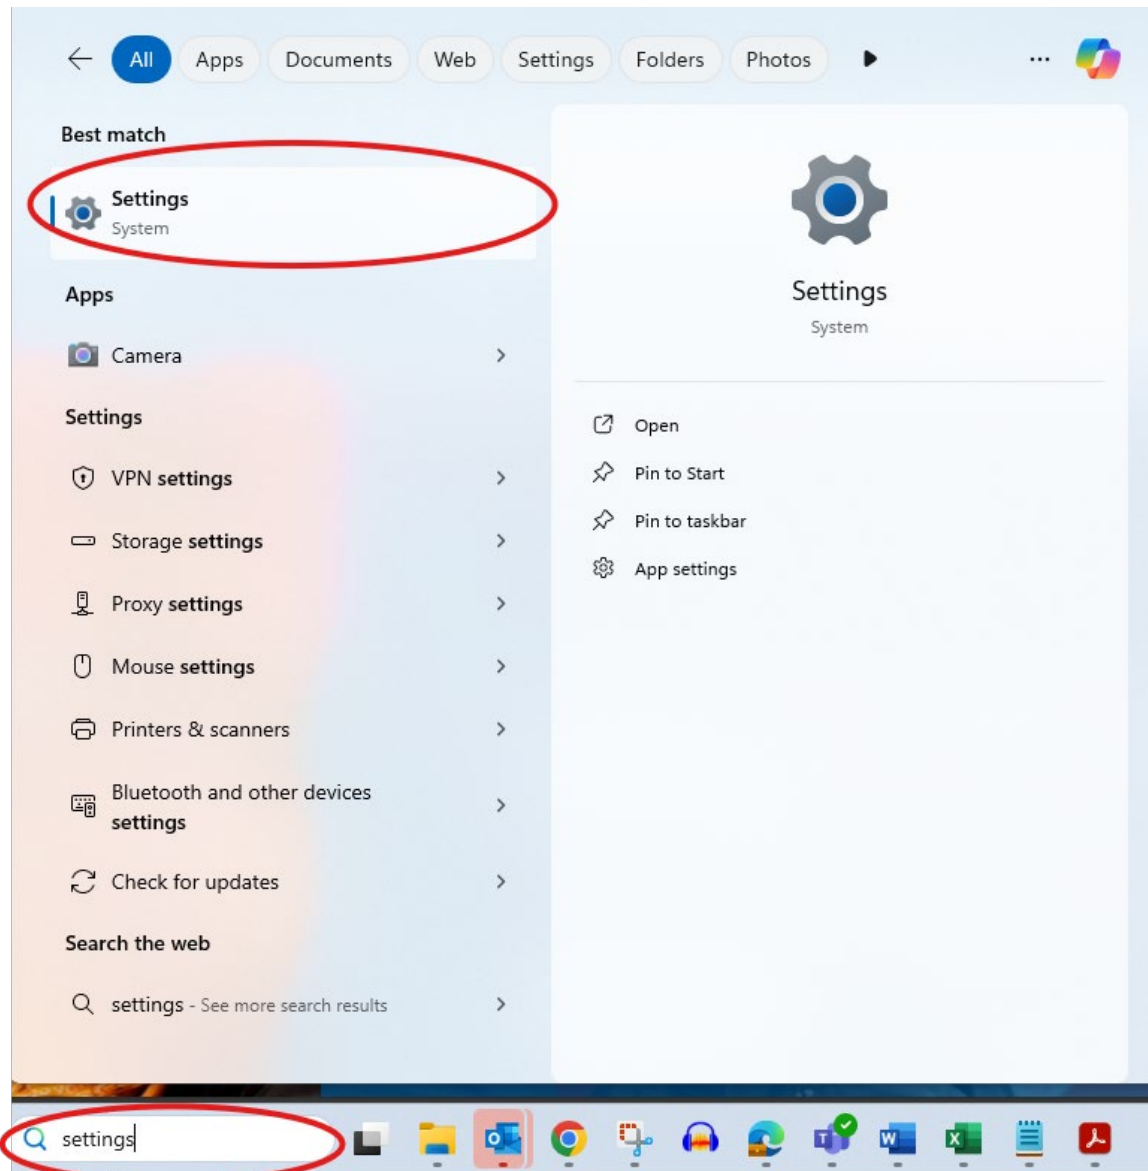 All Apps Documents Web Settings Folders Photos
Best match
Settings
System
Apps
Camera
Settings
VPN settings
Storage settings
Proxy settings
Mouse settings
Printers & scanners
Bluetooth and other devices
settings
Check for updates
Search the web
settings - See more search results
Settings
System
Open
Pin to Start
Pin to taskbar
App settings
settings